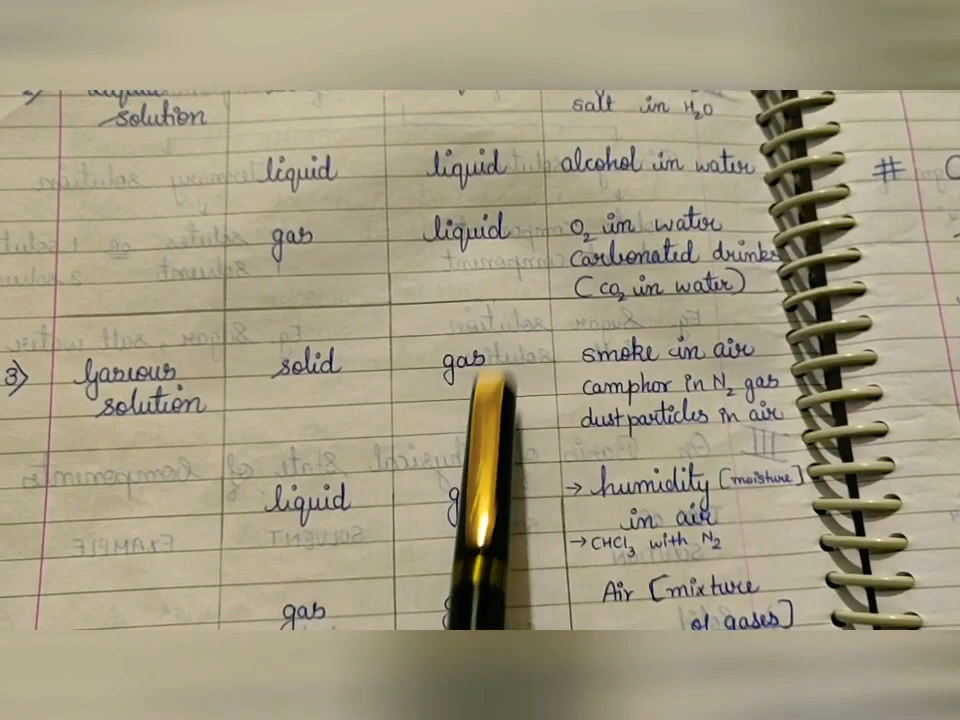 solution
salt in H2O
liquid liquid alcohol in water
gas liquid O2 in water
Carbonated drinks
(CO2 in water)
3) Gasious solid gas smoke in air
solution camphor in N2 gas
dust particles in air
liquid → humidity [moisture]
in air
→ CHCl3 with N2
gas Air [mixture
of gases]
#